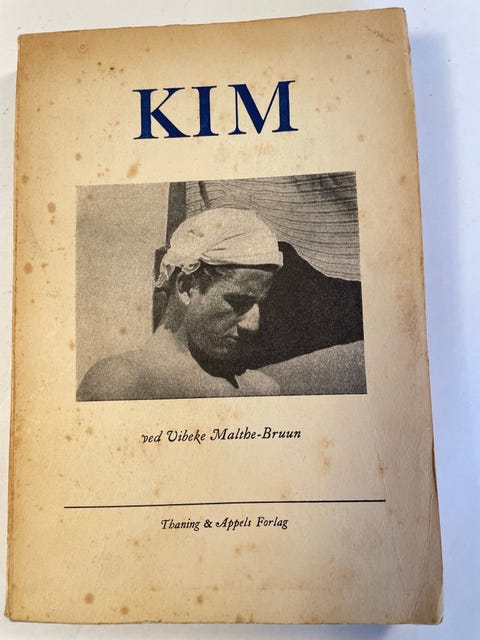 KIM
ved Vibeke Malthe-Bruun
Thaning & Appels Forlag